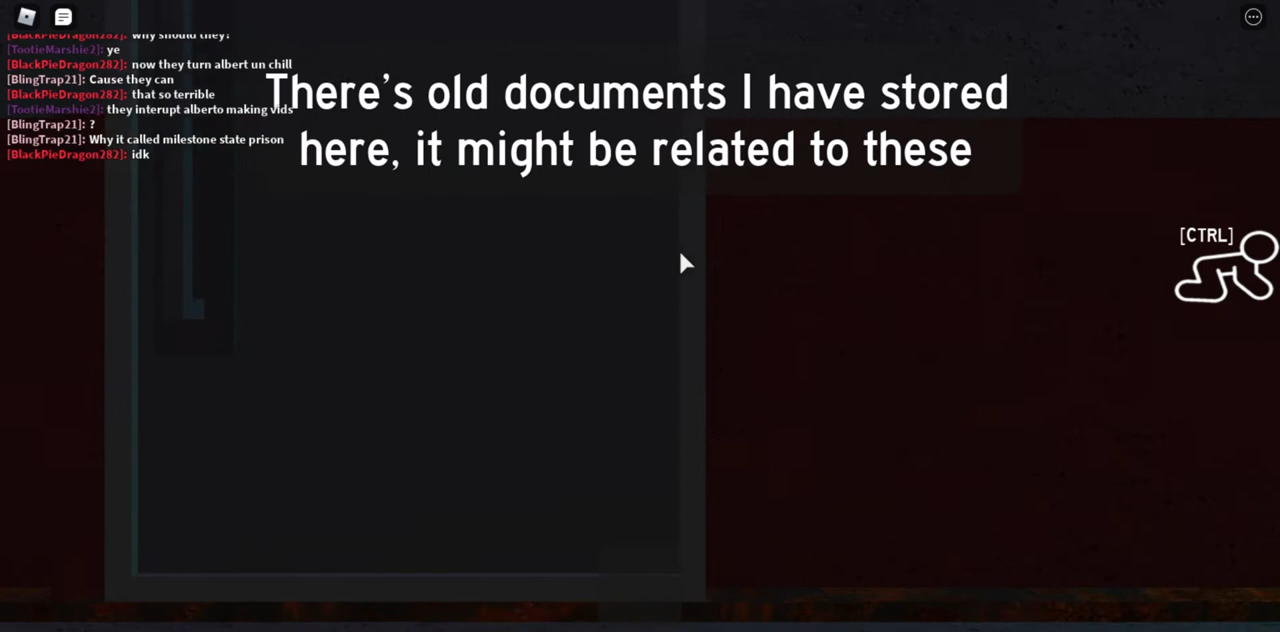 [BlackPieDragon282]: why should they?
[TootieMarshie2]: ye
[BlackPieDragon282]: now they turn albert un chill
[BlingTrap21]: Cause they can
[BlackPieDragon282]: that so terrible
[TootieMarshie2]: they interupt alberto making vids
[BlingTrap21]: ?
[BlingTrap21]: Why it called milestone state prison
[BlackPieDragon282]: idk
There's old documents I have stored
here, it might be related to these
[CTRL]